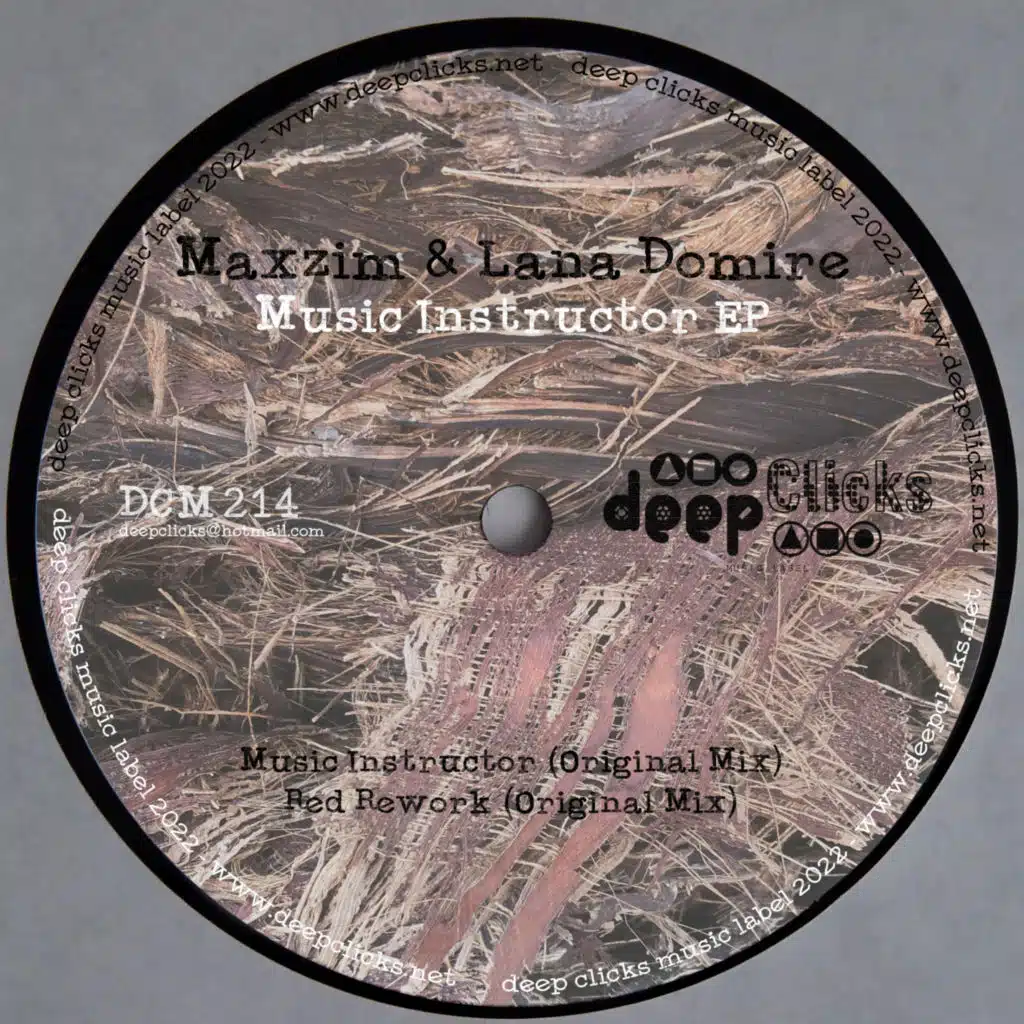 deep clicks music label 2022 - www.deepclicks.net
deep clicks music label 2022 - www.deepclicks.net
Maxzim & Lana Domire
Music Instructor EP
DCM 214
deepclicks@hotmail.com
deep Clicks
MUSIC LABEL
Music Instructor (Original Mix)
Red Rework (Original Mix)
deep clicks music label 2022 - www.deepclicks.net
deep clicks music label 2022 - www.deepclicks.net